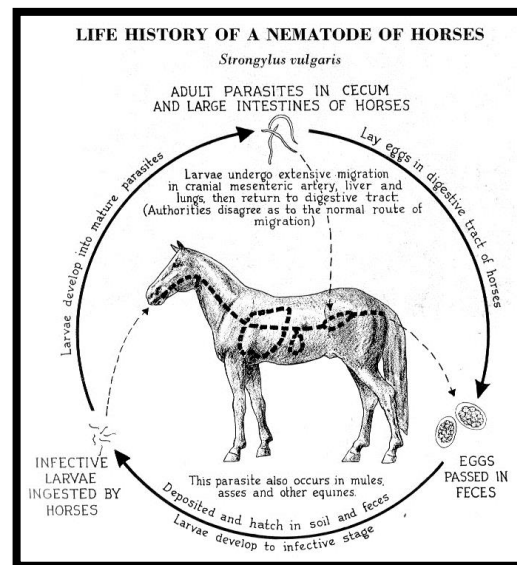 LIFE HISTORY OF A NEMATODE OF HORSES
Strongylus vulgaris
ADULT PARASITES IN CECUM
AND LARGE INTESTINES OF HORSES
Larvae undergo extensive migration
in cranial mesenteric artery, liver and
lungs, then return to digestive tract.
(Authorities disagree as to the normal route of
migration)
Lay eggs in digestive tract of horses
Larvae develop into mature parasites
INFECTIVE
LARVAE
INGESTED BY
HORSES
This parasite also occurs in mules,
asses and other equines.
EGGS
PASSED IN
FECES
Deposited and hatch in soil and feces
Larvae develop to infective stage